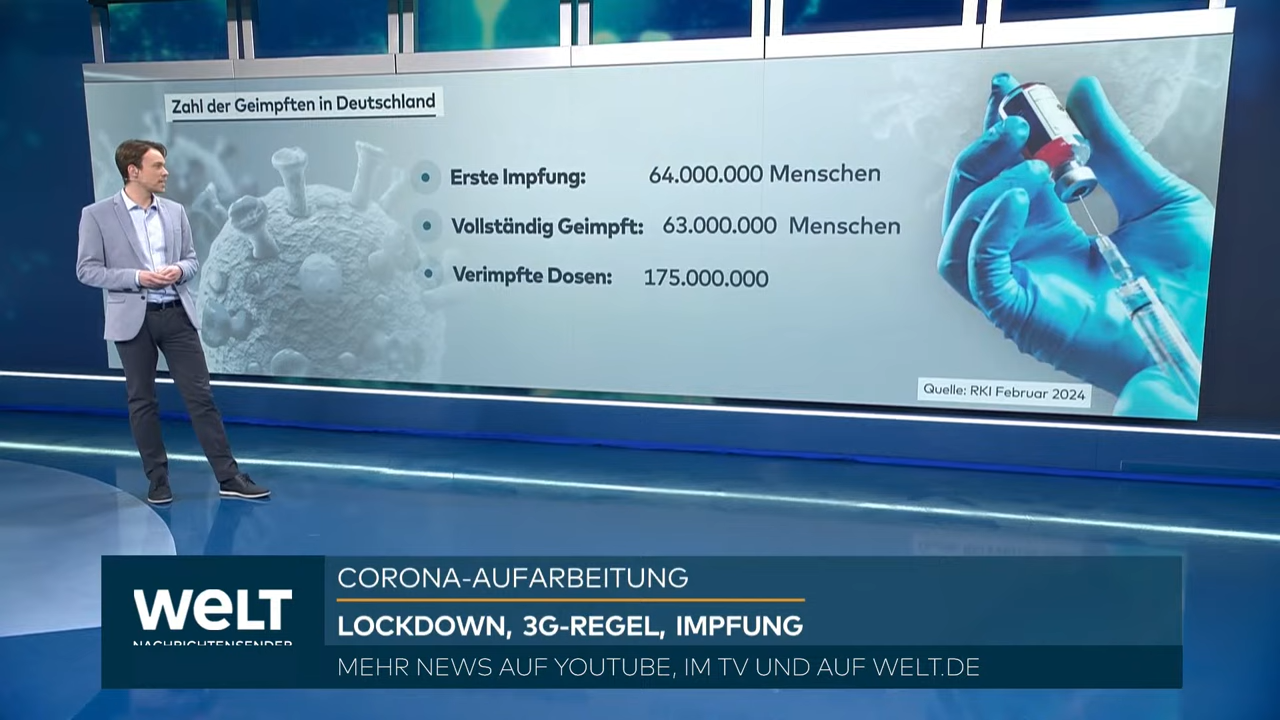 Zahl der Geimpften in Deutschland
Erste Impfung: 64.000.000 Menschen
Vollständig Geimpft: 63.000.000 Menschen
Verimpfte Dosen: 175.000.000
Quelle: RKI Februar 2024
welt
NACHRICHTENSENDER
CORONA-AUFARBEITUNG
LOCKDOWN, 3G-REGEL, IMPFUNG
MEHR NEWS AUF YOUTUBE, IM TV UND AUF WELT.DE